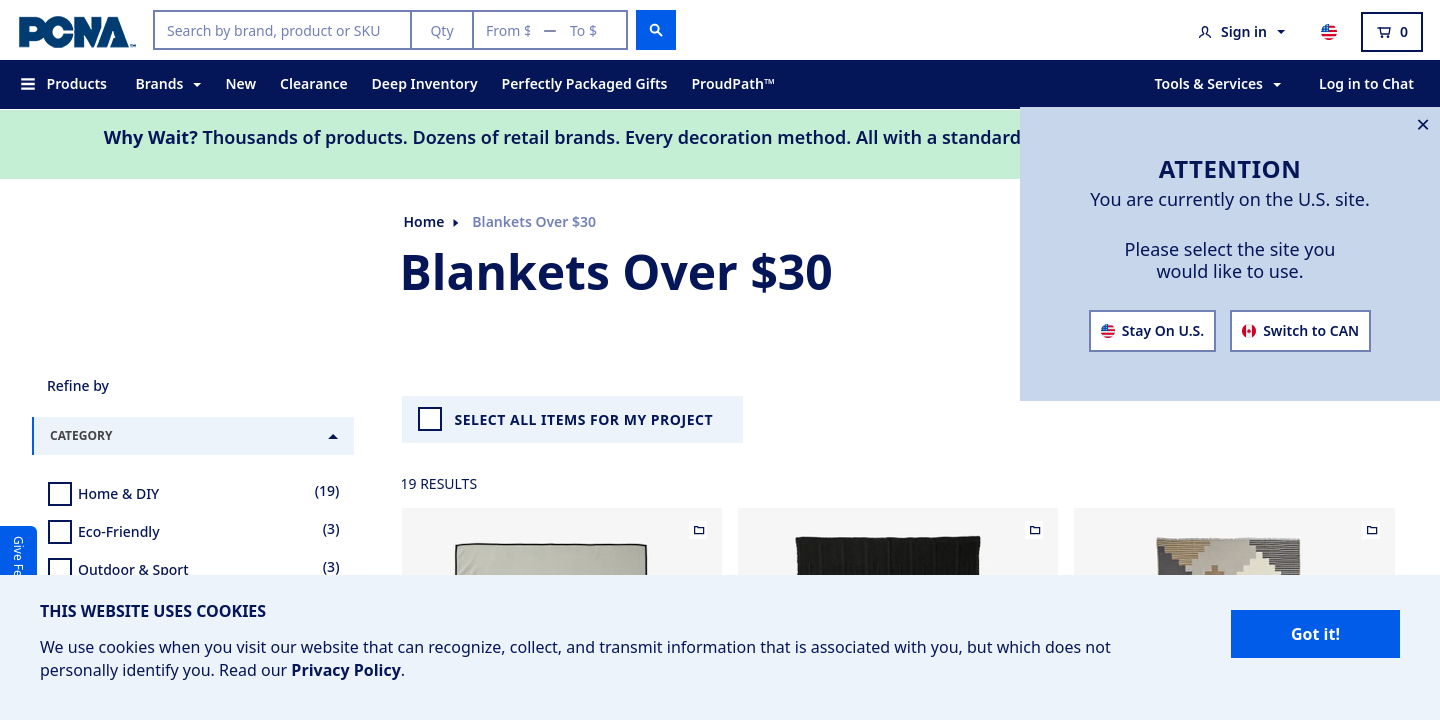 PCNA™
Search by brand, product or SKU
Qty
From $ — To $
Sign in
0
Products
Brands
New
Clearance
Deep Inventory
Perfectly Packaged Gifts
ProudPath™
Tools & Services
Log in to Chat
Why Wait? Thousands of products. Dozens of retail brands. Every decoration method. All with a standard
ATTENTION
You are currently on the U.S. site.
Please select the site you
would like to use.
Stay On U.S.
Switch to CAN
Home
Blankets Over $30
Blankets Over $30
Refine by
CATEGORY
Home & DIY (19)
Eco-Friendly (3)
Outdoor & Sport (3)
Give Fe
SELECT ALL ITEMS FOR MY PROJECT
19 RESULTS
THIS WEBSITE USES COOKIES
We use cookies when you visit our website that can recognize, collect, and transmit information that is associated with you, but which does not
personally identify you. Read our Privacy Policy.
Got it!